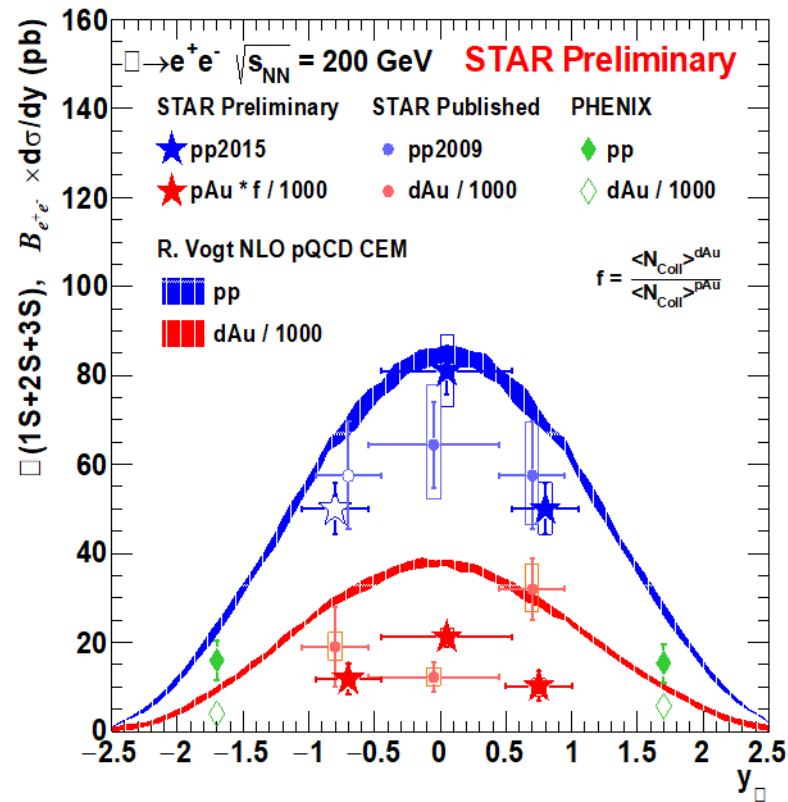 160
□→e⁺e⁻ √s_NN = 200 GeV STAR Preliminary
STAR Preliminary STAR Published PHENIX
pp2015 pp2009 pp
pAu * f / 1000 dAu / 1000 dAu / 1000
R. Vogt NLO pQCD CEM
pp
dAu / 1000
f = <N_Coll>^dAu / <N_Coll>^pAu
□(1S+2S+3S), B_e⁺e⁻ ×dσ/dy (pb)
140
120
100
80
60
40
20
0
−2.5 −2 −1.5 −1 −0.5 0 0.5 1 1.5 2 2.5
y_□